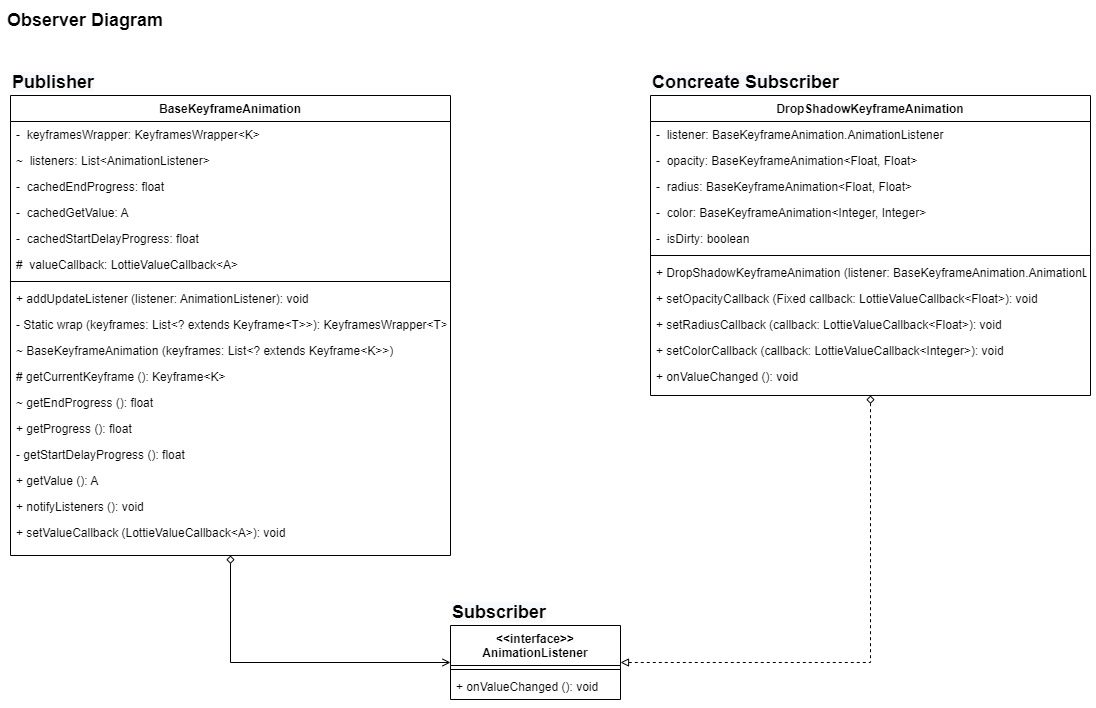 Observer Diagram
Publisher
BaseKeyframeAnimation
- keyframesWrapper: KeyframesWrapper<K>
~ listeners: List<AnimationListener>
- cachedEndProgress: float
- cachedGetValue: A
- cachedStartDelayProgress: float
# valueCallback: LottieValueCallback<A>
+ addUpdateListener (listener: AnimationListener): void
- Static wrap (keyframes: List<? extends Keyframe<T>>): KeyframesWrapper<T>
~ BaseKeyframeAnimation (keyframes: List<? extends Keyframe<K>>)
# getCurrentKeyframe (): Keyframe<K>
~ getEndProgress (): float
+ getProgress (): float
- getStartDelayProgress (): float
+ getValue (): A
+ notifyListeners (): void
+ setValueCallback (LottieValueCallback<A>): void
Concreate Subscriber
DropShadowKeyframeAnimation
- listener: BaseKeyframeAnimation.AnimationListener
- opacity: BaseKeyframeAnimation<Float, Float>
- radius: BaseKeyframeAnimation<Float, Float>
- color: BaseKeyframeAnimation<Integer, Integer>
- isDirty: boolean
+ DropShadowKeyframeAnimation (listener: BaseKeyframeAnimation.AnimationL
+ setOpacityCallback (Fixed callback: LottieValueCallback<Float>): void
+ setRadiusCallback (callback: LottieValueCallback<Float>): void
+ setColorCallback (callback: LottieValueCallback<Integer>): void
+ onValueChanged (): void
Subscriber
<<interface>>
AnimationListener
+ onValueChanged (): void